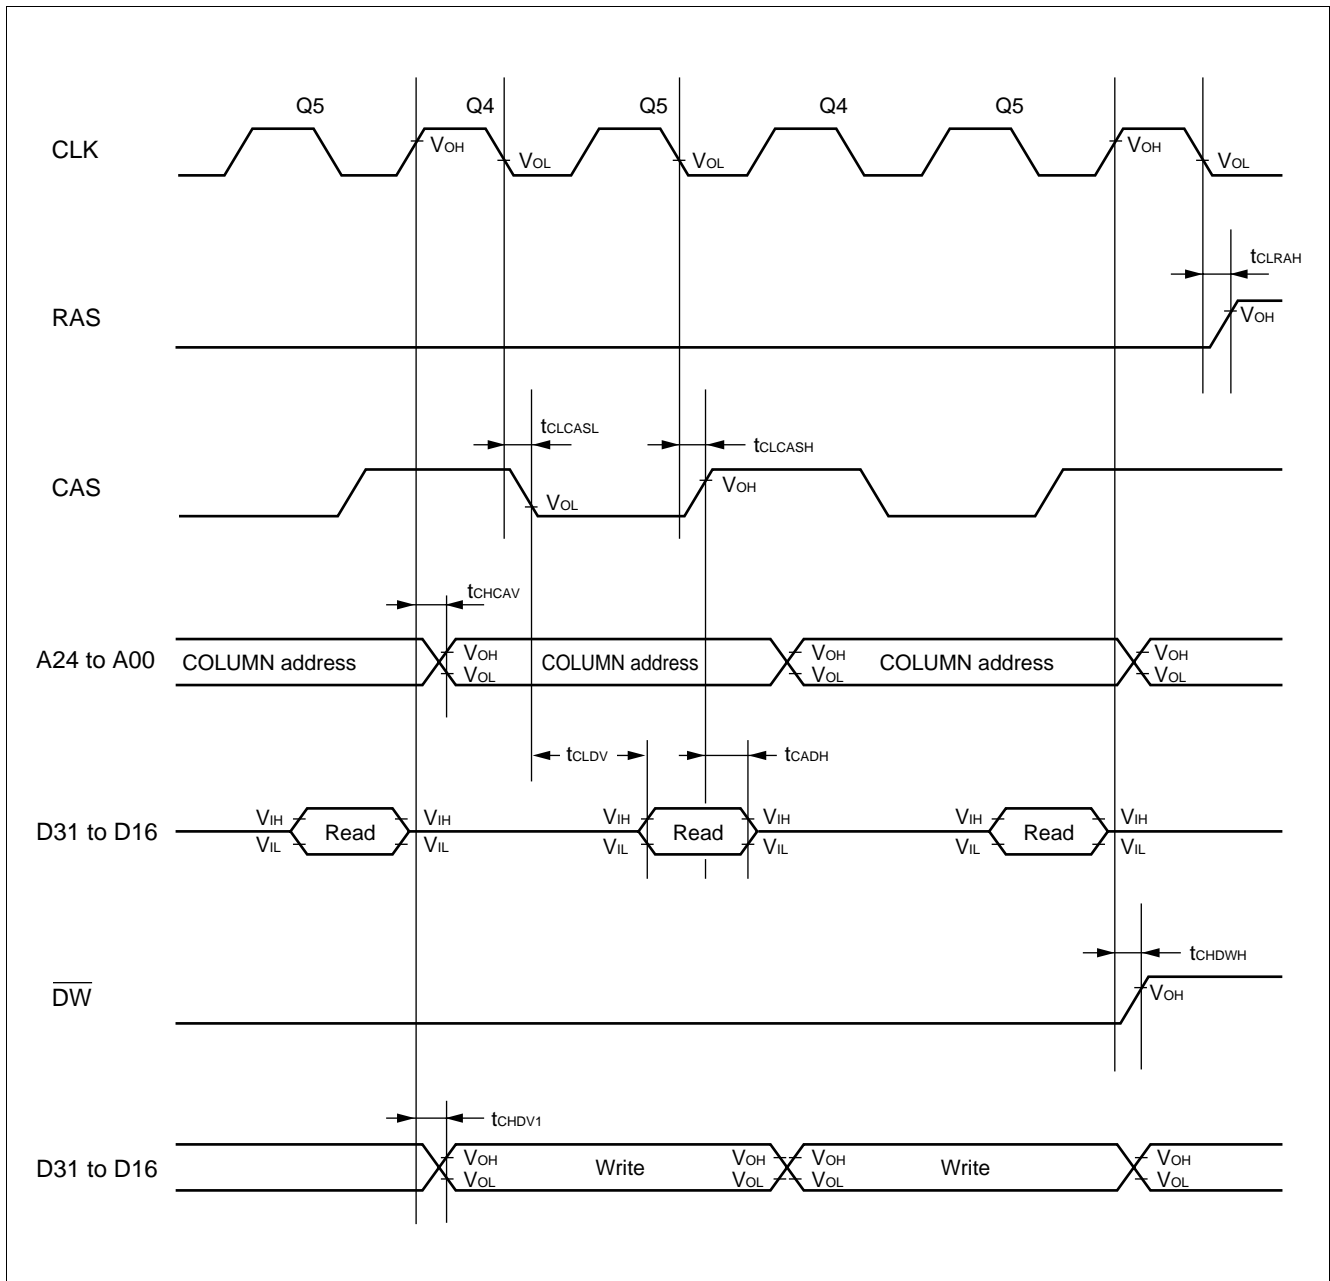 Q5 Q4 Q5 Q4 Q5
CLK VOH VOL VOL VOH VOL
tCLRAH
RAS VOH
tCLCASL tCLCASH
CAS VOL VOH
tCHCAV
A24 to A00 COLUMN address VOH COLUMN address VOH COLUMN address VOH
VOL VOL VOL
tCLDV tCADH
D31 to D16 VIH Read VIH VIH Read VIH VIH Read VIH
VIL VIL VIL VIL VIL VIL
tCHDWH
DW VOH
tCHDV1
D31 to D16 VOH Write VOH VOH Write VOH
VOL VOL VOL VOL